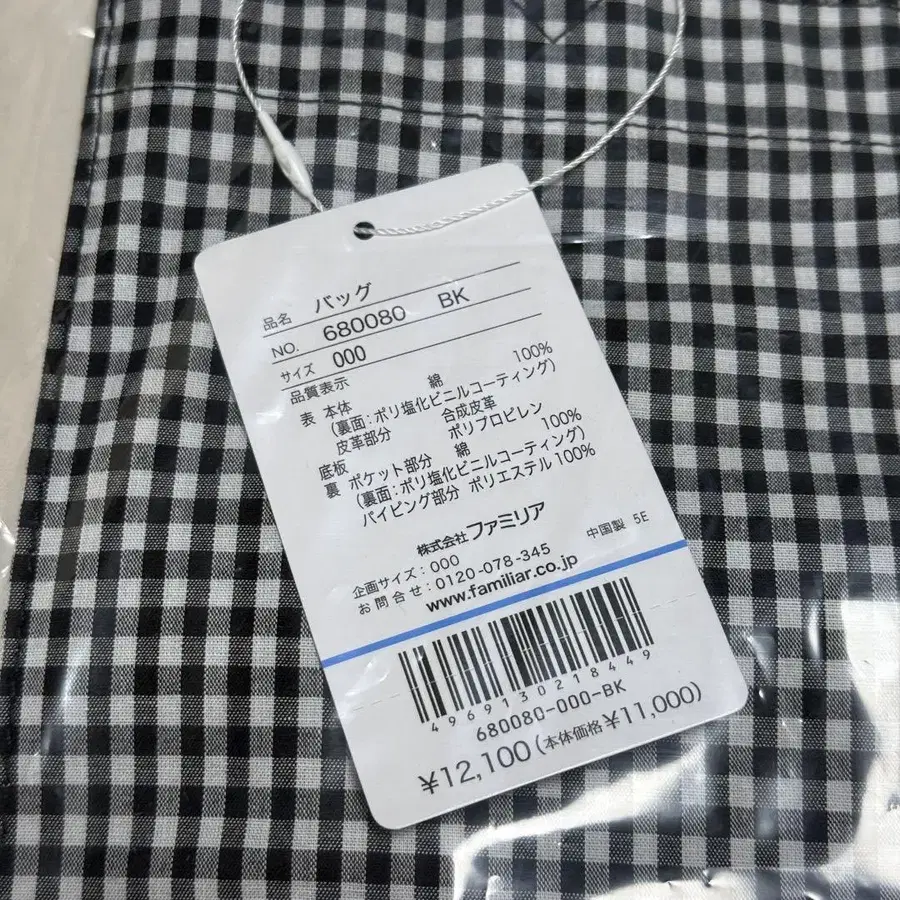 品名 バッグ
NO. 680080 BK
サイズ 000
品質表示
表 本体 綿 100%
(裏面:ポリ塩化ビニルコーティング)
皮革部分 合成皮革
底板 ポリプロピレン
裏 ポケット部分 綿 100%
(裏面:ポリ塩化ビニルコーティング)
パイピング部分 ポリエステル 100%
株式会社ファミリア
企画サイズ:000 中国製 5E
お問合せ:0120-078-345
www.familiar.co.jp
4969130218449
680080-000-BK
¥12,100(本体価格¥11,000)